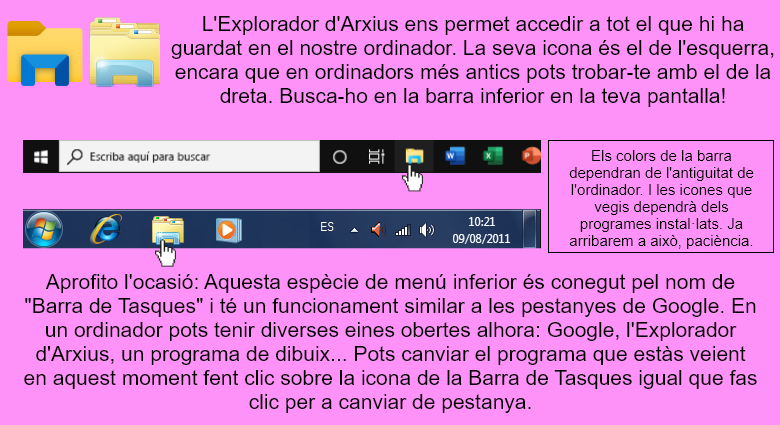 L'Explorador d'Arxius ens permet accedir a tot el que hi ha
guardat en el nostre ordinador. La seva icona és el de l'esquerra,
encara que en ordinadors més antics pots trobar-te amb el de la
dreta. Busca-ho en la barra inferior en la teva pantalla!
Escriba aquí para buscar
W
X
P
Els colors de la barra
dependran de l'antiguitat de
l'ordinador. I les icones que
vegis dependrà dels
programes instal·lats. Ja
arribarem a això, paciència.
ES
10:21
09/08/2011
Aprofito l'ocasió: Aquesta espècie de menú inferior és conegut pel nom de
"Barra de Tasques" i té un funcionament similar a les pestanyes de Google. En
un ordinador pots tenir diverses eines obertes alhora: Google, l'Explorador
d'Arxius, un programa de dibuix... Pots canviar el programa que estàs veient
en aquest moment fent clic sobre la icona de la Barra de Tasques igual que fas
clic per a canviar de pestanya.